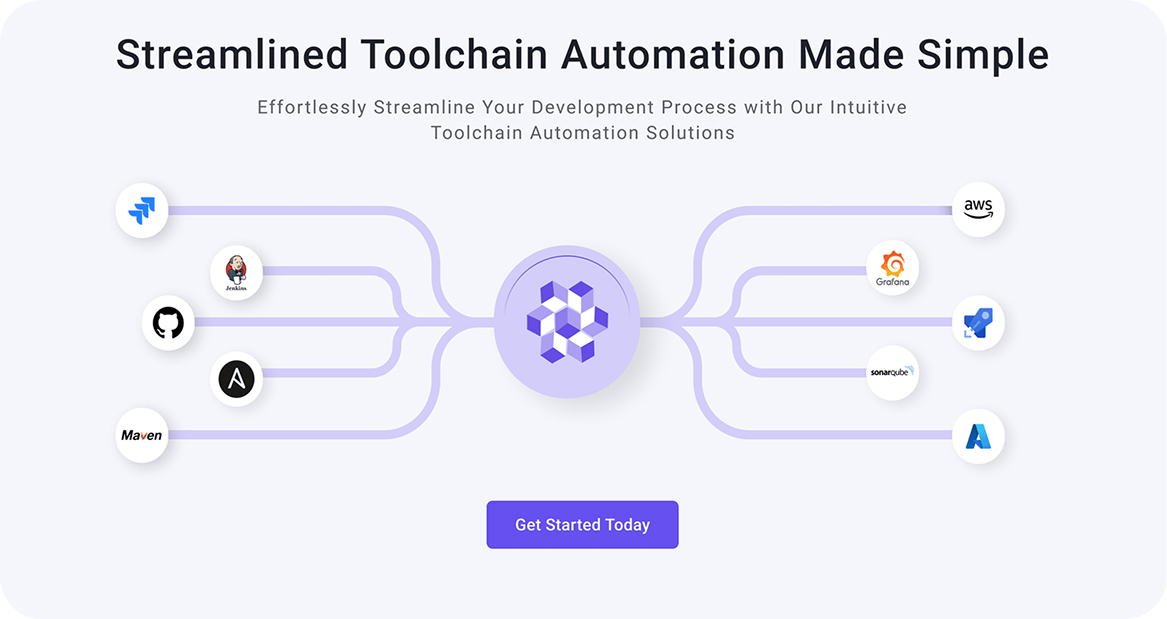 Streamlined Toolchain Automation Made Simple
Effortlessly Streamline Your Development Process with Our Intuitive
Toolchain Automation Solutions
aws
Jenkins
Grafana
sonarqube
Maven
Get Started Today